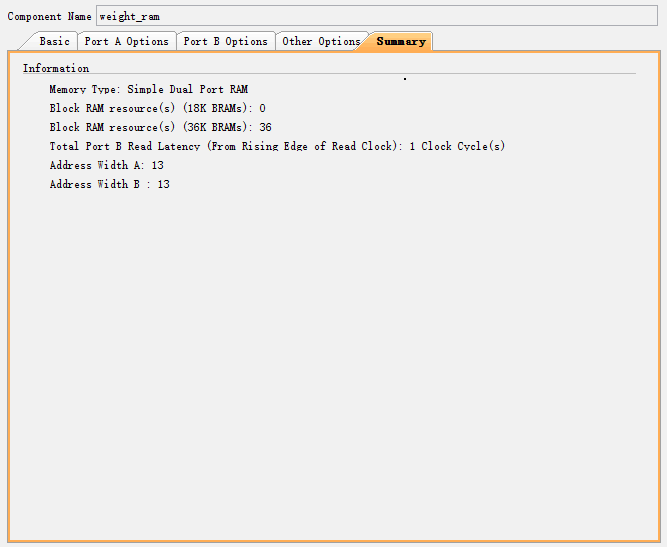 Component Name weight_ram
Basic Port A Options Port B Options Other Options Summary
Information
Memory Type: Simple Dual Port RAM
Block RAM resource(s) (18K BRAMs): 0
Block RAM resource(s) (36K BRAMs): 36
Total Port B Read Latency (From Rising Edge of Read Clock): 1 Clock Cycle(s)
Address Width A: 13
Address Width B : 13